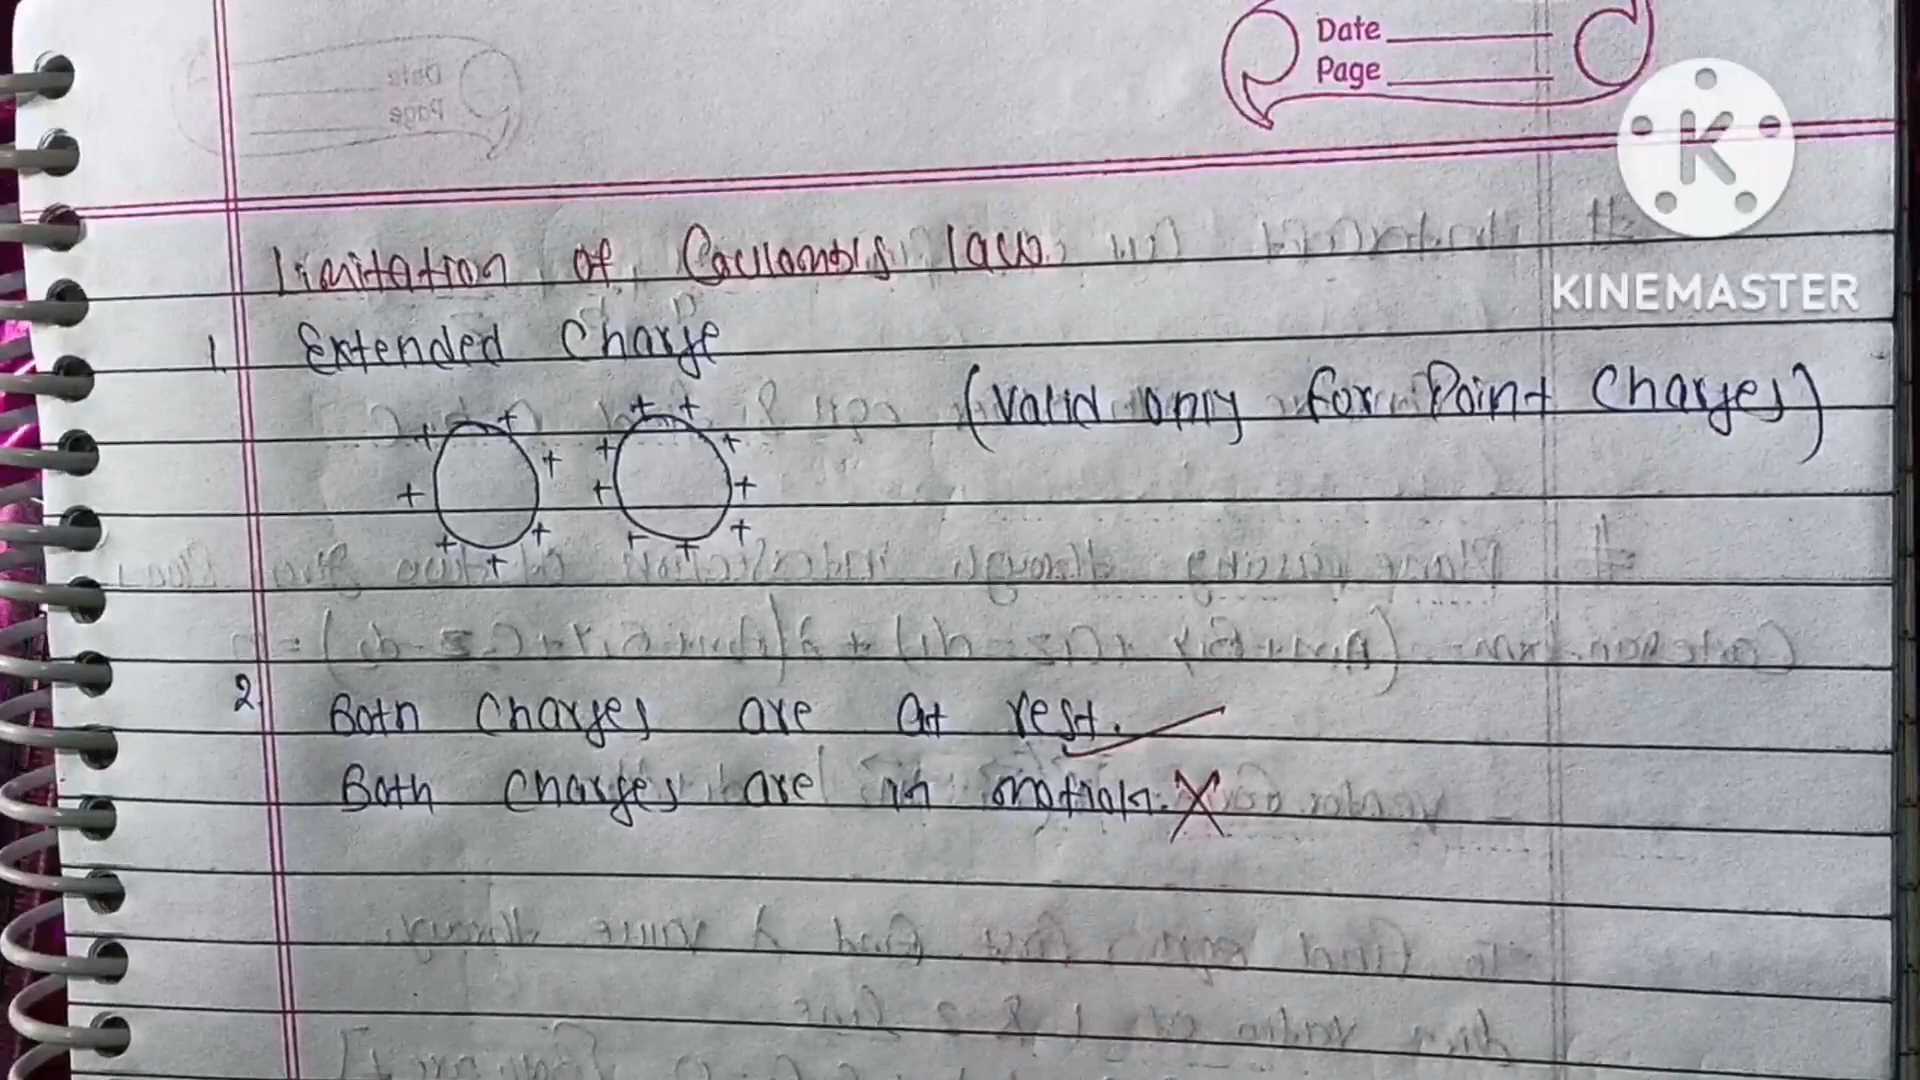 Date
Page
KINEMASTER
Limitation of Coulomb's law
1. Extended Charge
(Valid only for Point Charges)
2. Both Charges are at rest.
Both Charges are in motion.